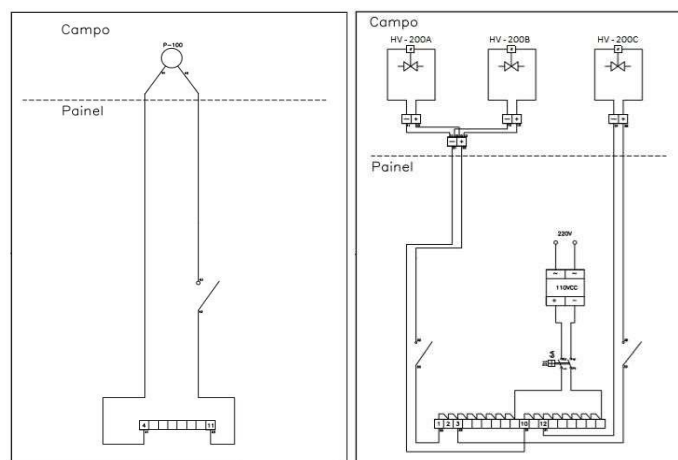 Campo
P-100
Painel
4
11
Campo
HV-200A
HV-200B
HV-200C
- +
- +
- +
- +
Painel
220V
~ ~
110VCC
+ ~
6A
1 2 3
10
12